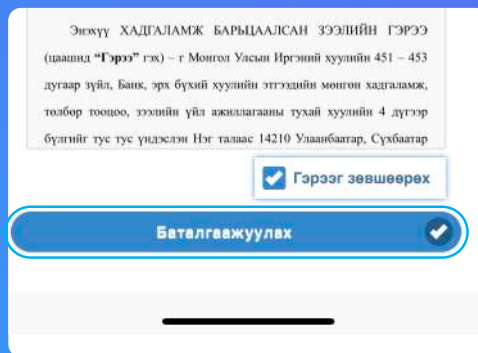 Энэхүү ХАДГАЛАМЖ БАРЬЦААЛСАН ЗЭЭЛИЙН ГЭРЭЭ
(цаашид “Гэрээ” гэх) – г Монгол Улсын Иргэний хуулийн 451 – 453
дугаар зүйл, Банк, эрх бүхий хуулийн этгээдийн мөнгөн хадгаламж,
төлбөр тооцоо, зээлийн үйл ажиллагааны тухай хуулийн 4 дүгээр
бүлгийг тус тус үндэслэн Нэг талаас 14210 Улаанбаатар, Сүхбаатар
Гэрээг зөвшөөрөх
Баталгаажуулах